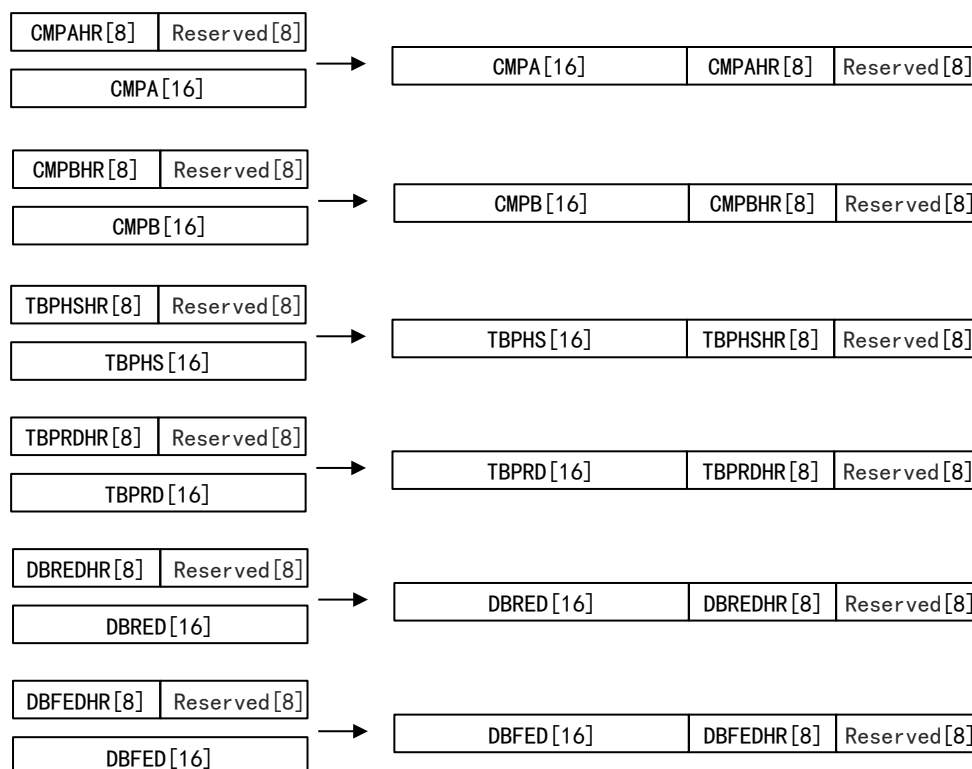 CMPAHR[8] Reserved[8]
CMPA[16]
CMPA[16] CMPAHR[8] Reserved[8]
CMPBHR[8] Reserved[8]
CMPB[16]
CMPB[16] CMPBHR[8] Reserved[8]
TBPHSHR[8] Reserved[8]
TBPHS[16]
TBPHS[16] TBPHSHR[8] Reserved[8]
TBPRDHR[8] Reserved[8]
TBPRD[16]
TBPRD[16] TBPRDHR[8] Reserved[8]
DBREDHR[8] Reserved[8]
DBRED[16]
DBRED[16] DBREDHR[8] Reserved[8]
DBFEDHR[8] Reserved[8]
DBFED[16]
DBFED[16] DBFEDHR[8] Reserved[8]